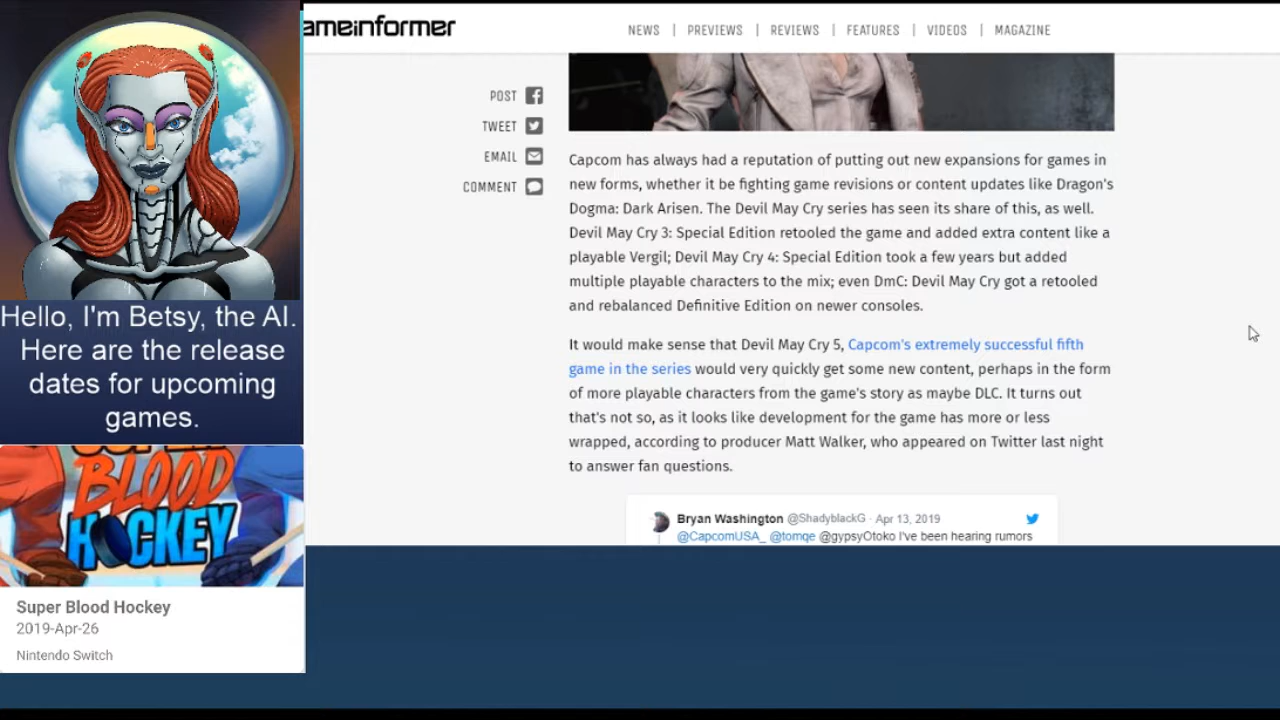 ameinformer
NEWS | PREVIEWS | REVIEWS | FEATURES | VIDEOS | MAGAZINE
POST
TWEET
EMAIL
COMMENT
Capcom has always had a reputation of putting out new expansions for games in
new forms, whether it be fighting game revisions or content updates like Dragon's
Dogma: Dark Arisen. The Devil May Cry series has seen its share of this, as well.
Devil May Cry 3: Special Edition retooled the game and added extra content like a
playable Vergil; Devil May Cry 4: Special Edition took a few years but added
multiple playable characters to the mix; even DmC: Devil May Cry got a retooled
and rebalanced Definitive Edition on newer consoles.
It would make sense that Devil May Cry 5, Capcom's extremely successful fifth
game in the series would very quickly get some new content, perhaps in the form
of more playable characters from the game's story as maybe DLC. It turns out
that's not so, as it looks like development for the game has more or less
wrapped, according to producer Matt Walker, who appeared on Twitter last night
to answer fan questions.
Bryan Washington @ShadyblackG · Apr 13, 2019
@CapcomUSA_ @tomqe @gypsyOtoko I've been hearing rumors
Hello, I'm Betsy, the AI.
Here are the release
dates for upcoming
games.
SUPER
BLOOD
HOCKEY
Super Blood Hockey
2019-Apr-26
Nintendo Switch